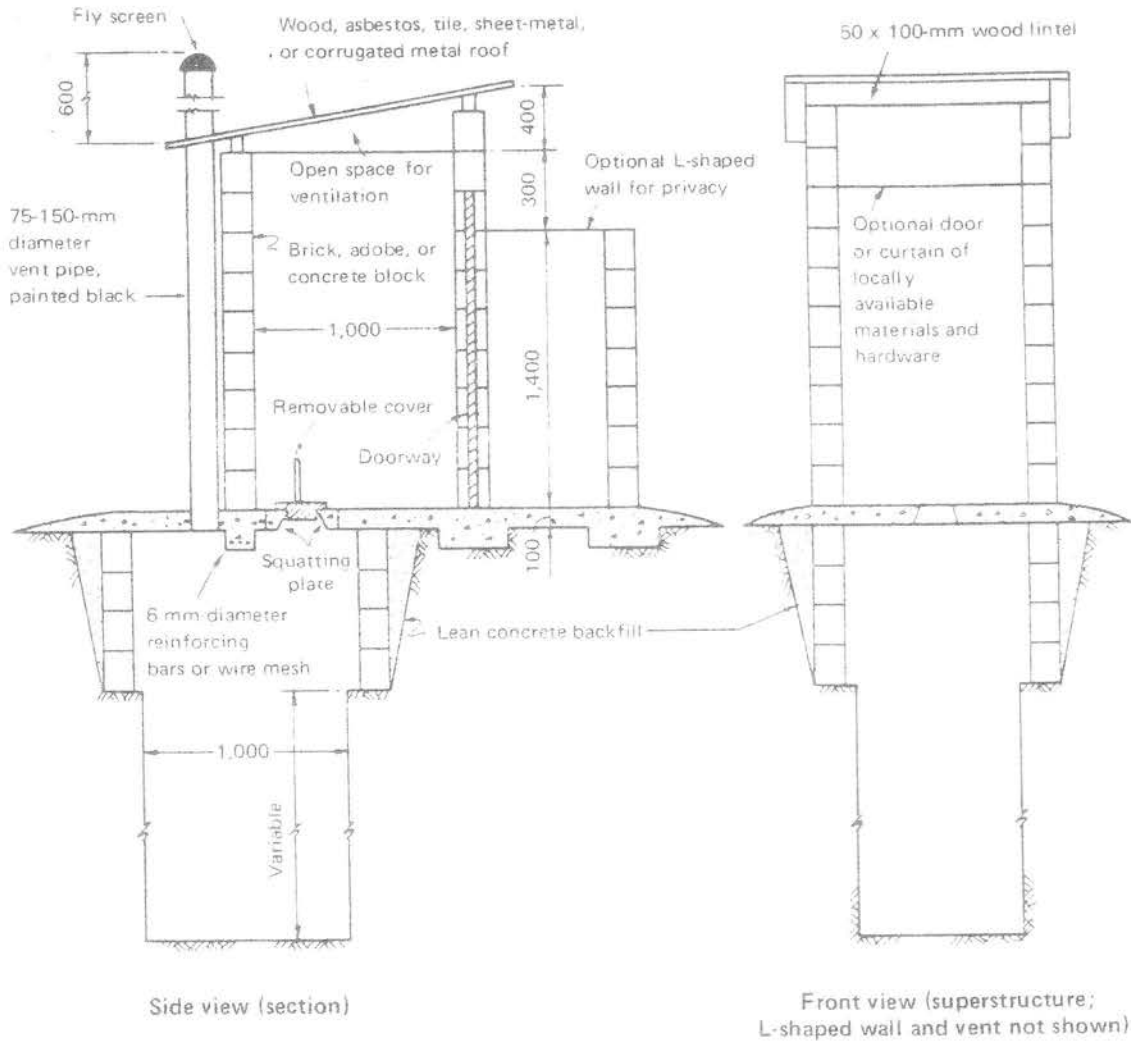 Fly screen
Wood, asbestos, tile, sheet-metal,
or corrugated metal roof
50 x 100-mm wood lintel
600
400
Open space for
ventilation
300
Optional L-shaped
wall for privacy
75-150-mm
diameter
vent pipe,
painted black
Brick, adobe, or
concrete block
Optional door
or curtain of
locally
available
materials and
hardware
1,000
1,400
Removable cover
Doorway
Squatting
plate
100
6 mm-diameter
reinforcing
bars or wire mesh
Lean concrete backfill
1,000
Variable
Side view (section)
Front view (superstructure;
L-shaped wall and vent not shown)